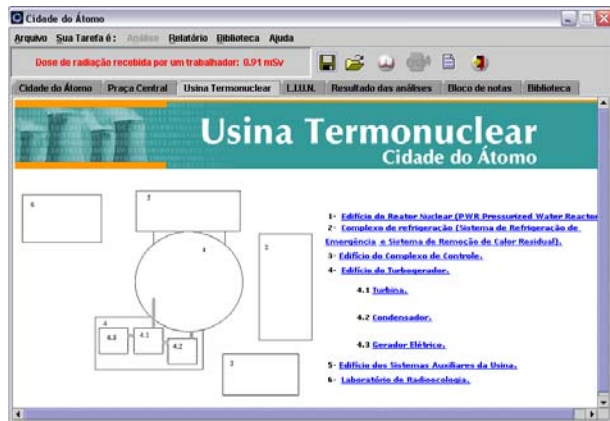 Cidade do Átomo
Arquivo Sua Tarefa é : Análise Relatório Biblioteca Ajuda
Dose de radiação recebida por um trabalhador: 0.91 mSv
Cidade do Átomo Praça Central Usina Termonuclear L.I.U.N. Resultado das análises Bloco de notas Biblioteca
Usina Termonuclear
Cidade do Átomo
1- Edifício do Reator Nuclear (PWR Pressurized Water Reactor
2- Complexo de refrigeração (Sistema de Refrigeração de
Emergência e Sistema de Remoção de Calor Residual).
3- Edifício do Complexo de Controle.
4- Edifício do Turbogerador.
4.1 Turbina.
4.2 Condensador.
4.3 Gerador Elétrico.
5- Edifício dos Sistemas Auxiliares da Usina.
6- Laboratório de Radioecologia.
6
5
4
4.3
4.1
4.2
3